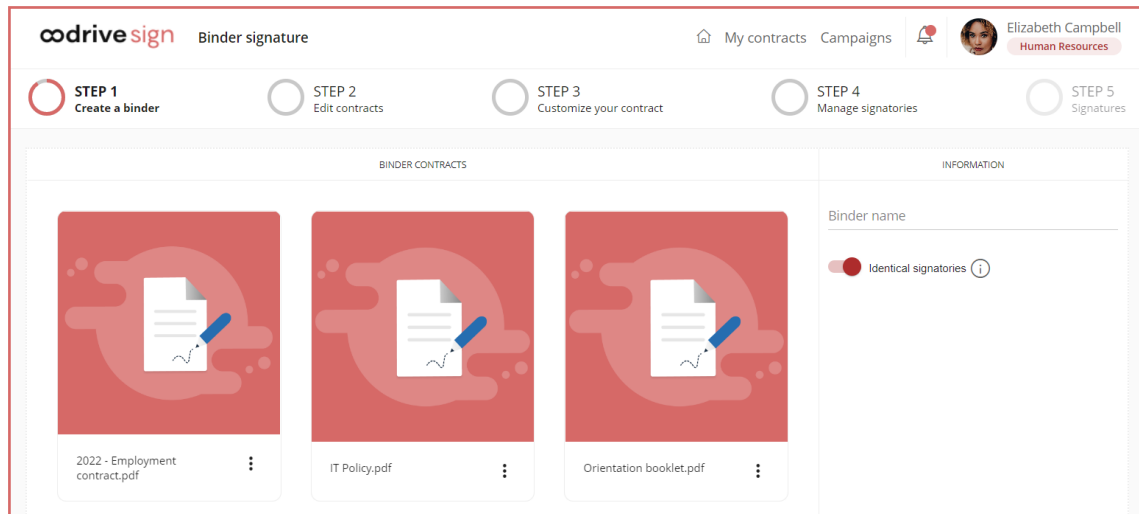 oodrive sign Binder signature My contracts Campaigns Elizabeth Campbell
Human Resources
STEP 1
Create a binder
STEP 2
Edit contracts
STEP 3
Customize your contract
STEP 4
Manage signatories
STEP 5
Signatures
BINDER CONTRACTS
INFORMATION
Binder name
Identical signatories i
2022 - Employment
contract.pdf
IT Policy.pdf
Orientation booklet.pdf